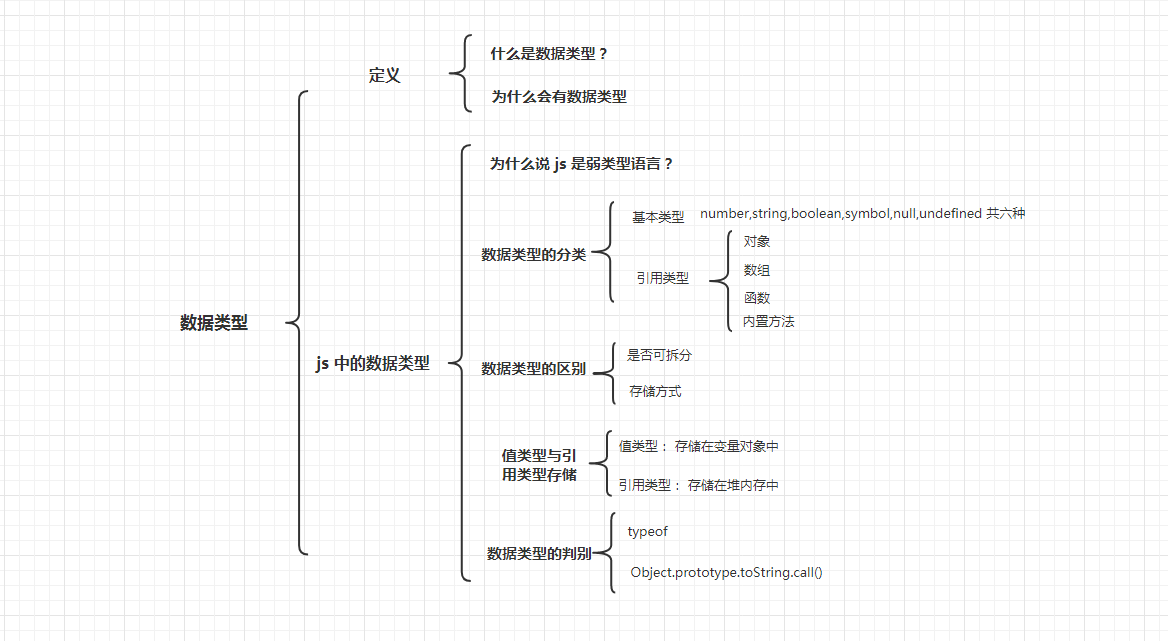 数据类型
定义
什么是数据类型？
为什么会有数据类型
js 中的数据类型
为什么说 js 是弱类型语言？
数据类型的分类
基本类型
number,string,boolean,symbol,null,undefined 共六种
引用类型
对象
数组
函数
内置方法
数据类型的区别
是否可拆分
存储方式
值类型与引
用类型存储
值类型： 存储在变量对象中
引用类型： 存储在堆内存中
数据类型的判别
typeof
Object.prototype.toString.call()